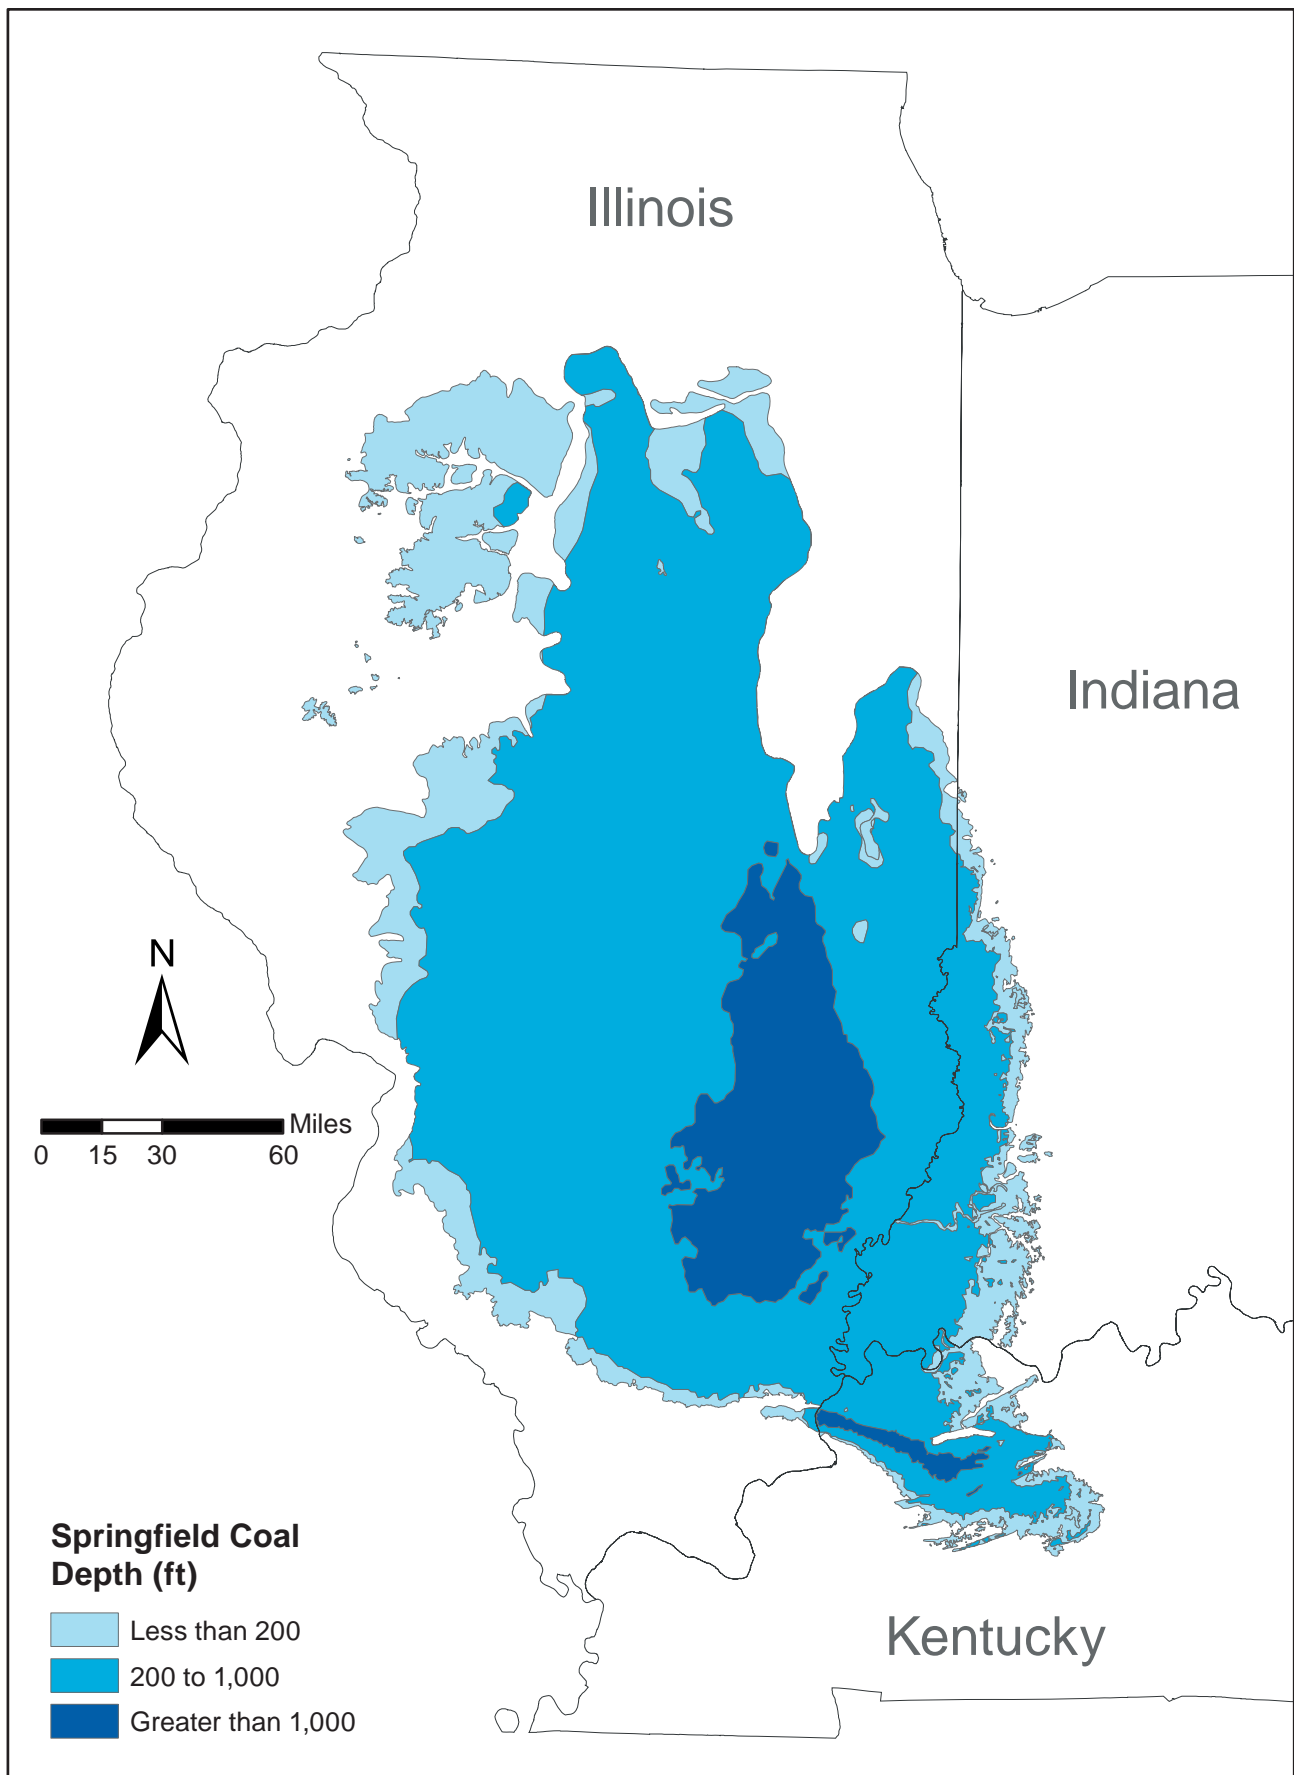 Illinois
Indiana
N
Miles
0 15 30 60
Springfield Coal
Depth (ft)
Less than 200
200 to 1,000
Greater than 1,000
Kentucky